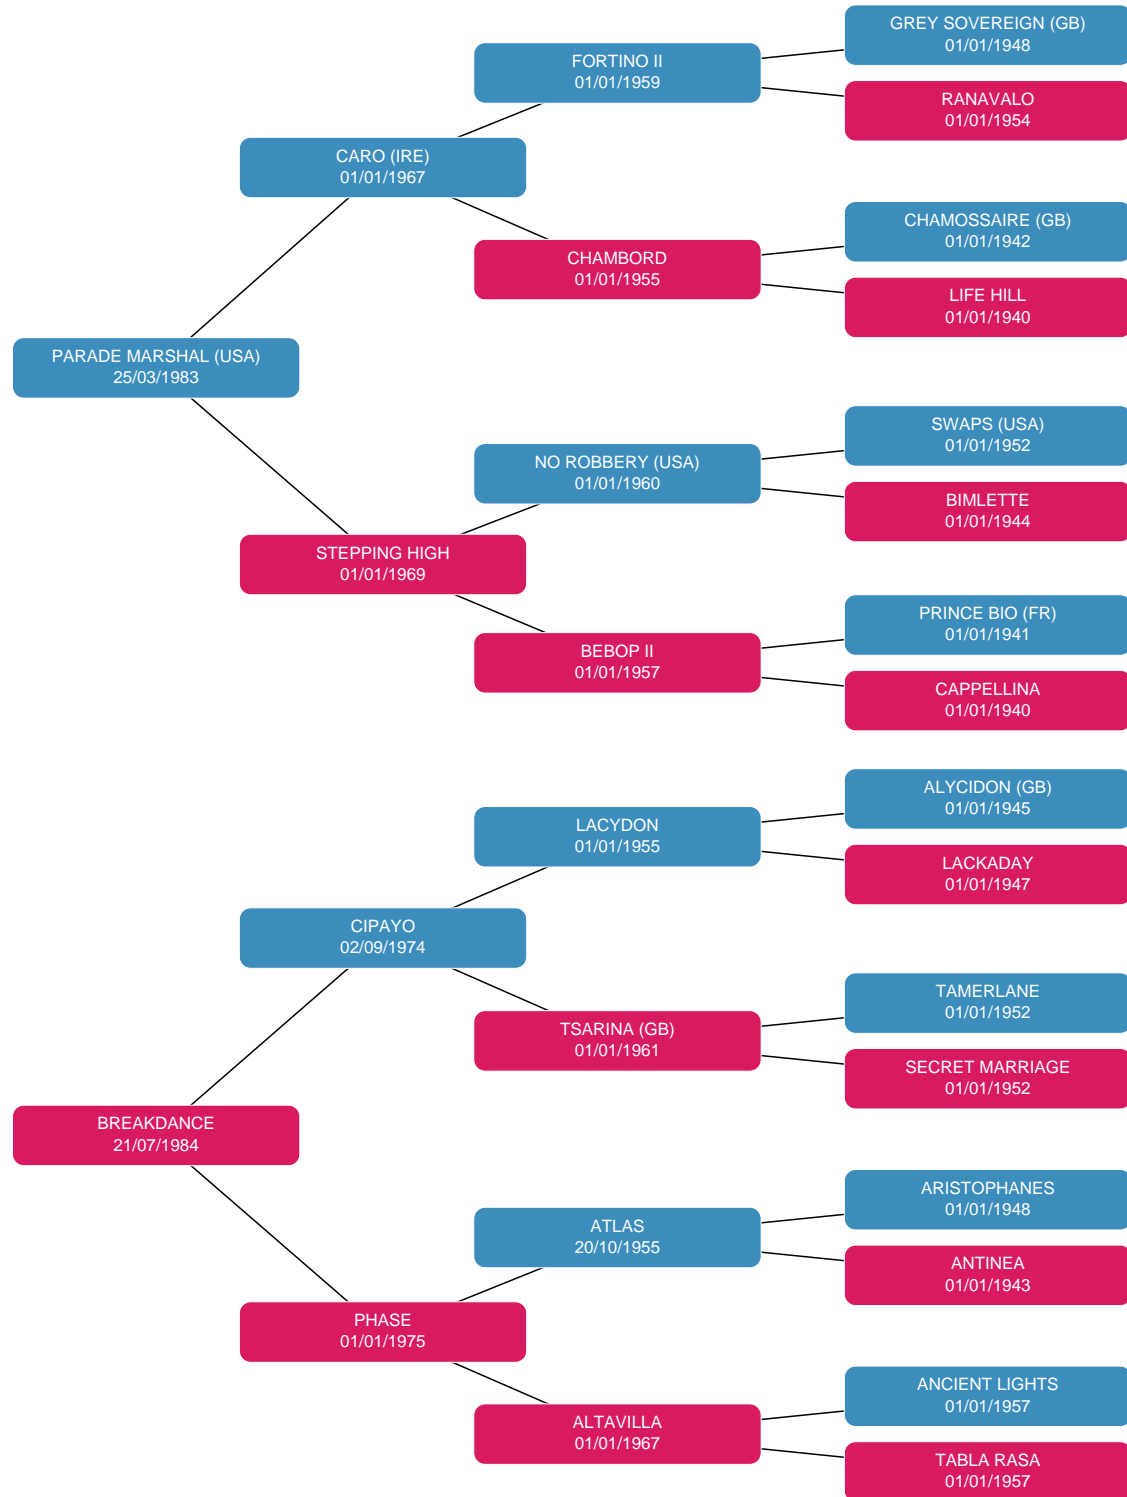 GREY SOVEREIGN (GB)
01/01/1948
FORTINO II
01/01/1959
RANAVALO
01/01/1954
CARO (IRE)
01/01/1967
CHAMOSSAIRE (GB)
01/01/1942
CHAMBORD
01/01/1955
LIFE HILL
01/01/1940
PARADE MARSHAL (USA)
25/03/1983
SWAPS (USA)
01/01/1952
NO ROBBERY (USA)
01/01/1960
BIMLETTE
01/01/1944
STEPPING HIGH
01/01/1969
PRINCE BIO (FR)
01/01/1941
BEBOP II
01/01/1957
CAPPELLINA
01/01/1940
ALYCIDON (GB)
01/01/1945
LACYDON
01/01/1955
LACKADAY
01/01/1947
CIPAYO
02/09/1974
TAMERLANE
01/01/1952
TSARINA (GB)
01/01/1961
SECRET MARRIAGE
01/01/1952
BREAKDANCE
21/07/1984
ARISTOPHANES
01/01/1948
ATLAS
20/10/1955
ANTINEA
01/01/1943
PHASE
01/01/1975
ANCIENT LIGHTS
01/01/1957
ALTAVILLA
01/01/1967
TABLA RASA
01/01/1957